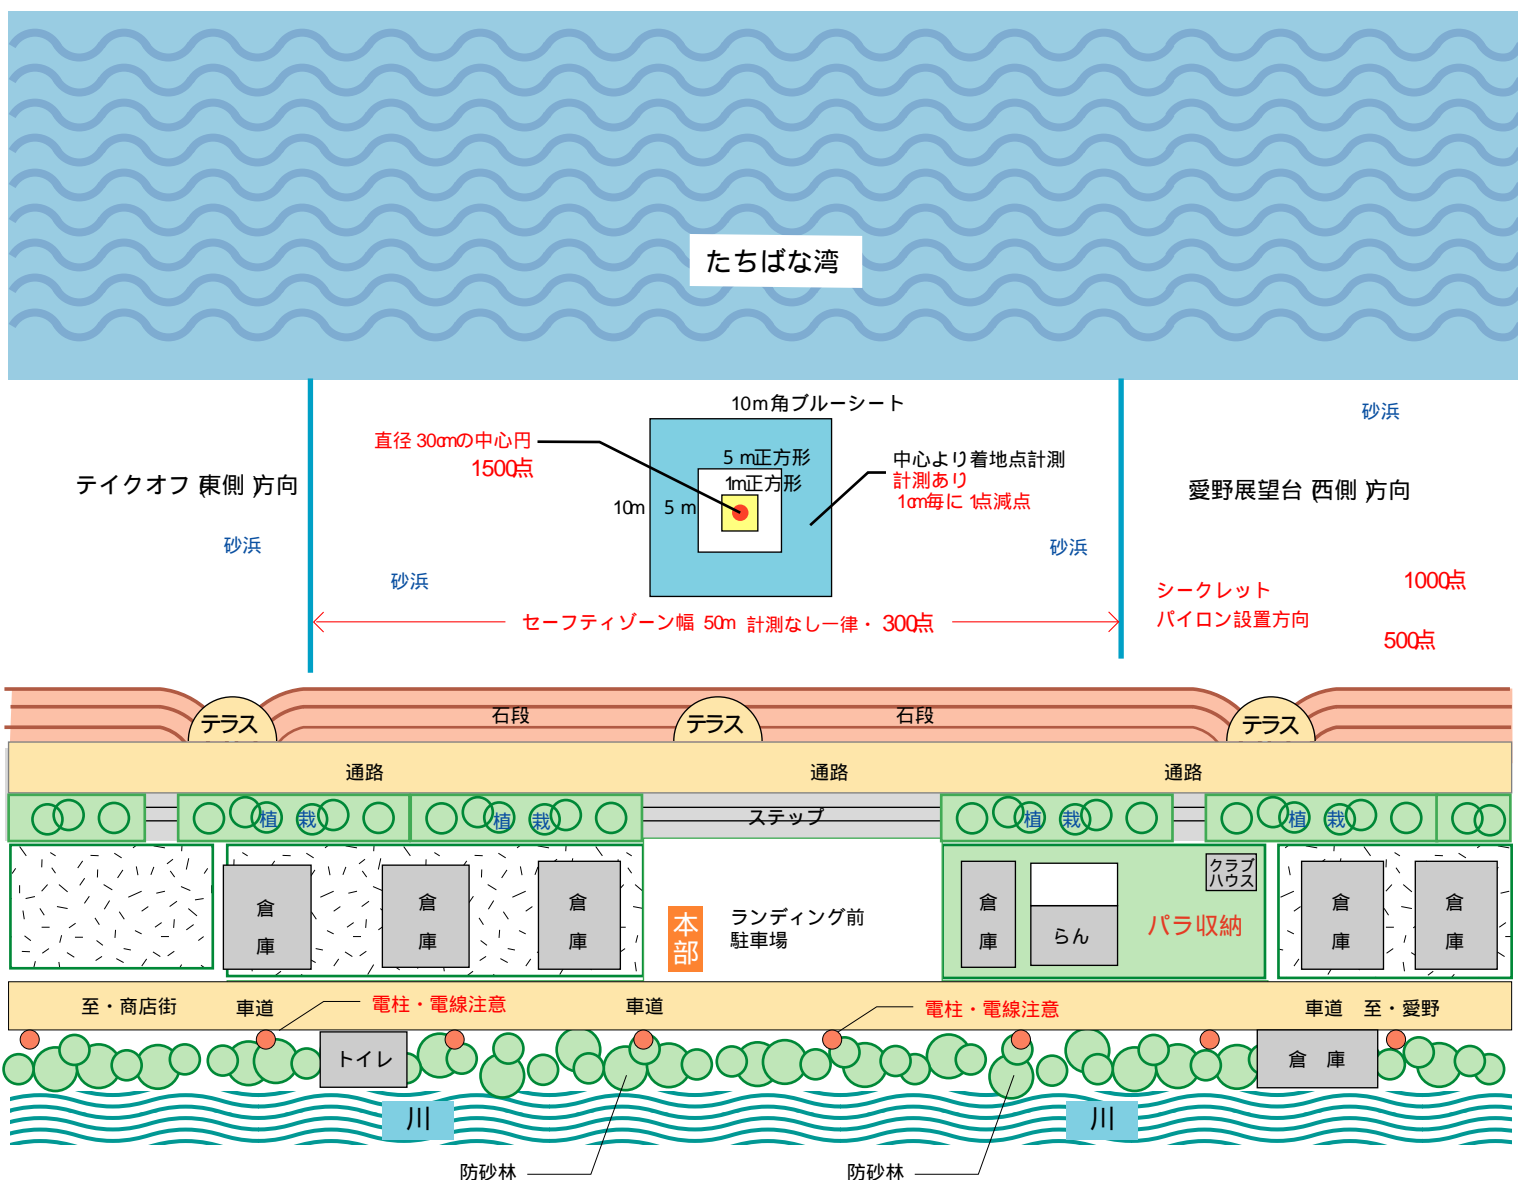 たちばな湾
10m角ブルーシート
砂浜
直径 30cmの中心円
1500点
5 m正方形
1m正方形
10m
5 m
中心より着地点計測
計測あり
1cm毎に1点減点
テイクオフ(東側)方向
愛野展望台(西側)方向
砂浜
砂浜
砂浜
シークレット
パイロン設置方向
1000点
500点
セーフティゾーン幅 50m 計測なし一律・300点
テラス
石段
テラス
石段
テラス
通路
通路
通路
植 栽
植 栽
ステップ
植 栽
植 栽
倉庫
倉庫
倉庫
本部
ランディング前
駐車場
倉庫
らん
クラブ
ハウス
パラ収納
倉庫
倉庫
至・商店街
車道
電柱・電線注意
車道
電柱・電線注意
車道
至・愛野
トイレ
倉 庫
川
川
防砂林
防砂林